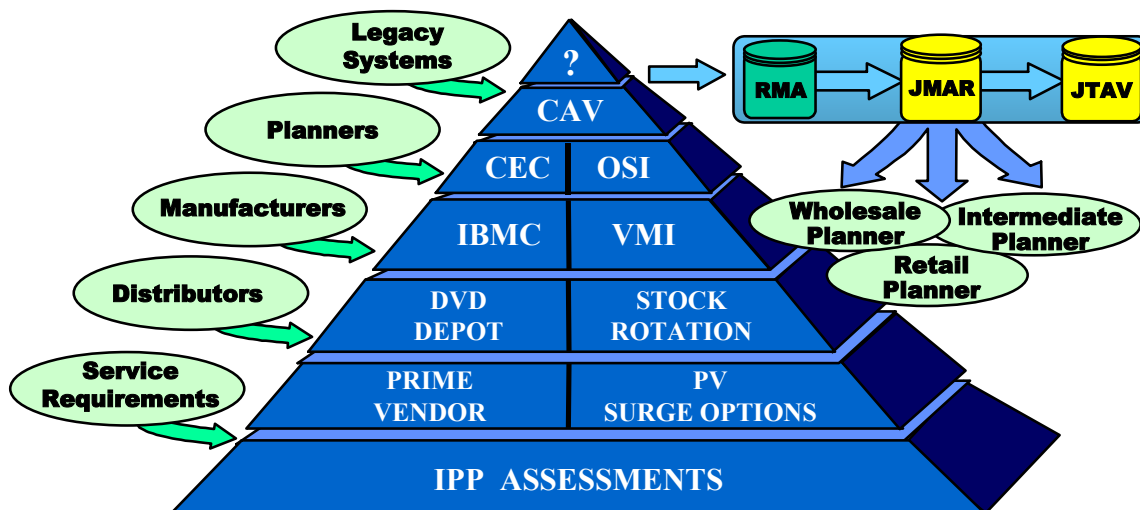 Legacy
Systems
?
RMA
JMAR
JTAV
CAV
Planners
CEC
OSI
Manufacturers
Wholesale
Planner
Intermediate
Planner
Retail
Planner
IBMC
VMI
Distributors
DVD
DEPOT
STOCK
ROTATION
Service
Requirements
PRIME
VENDOR
PV
SURGE OPTIONS
IPP ASSESSMENTS